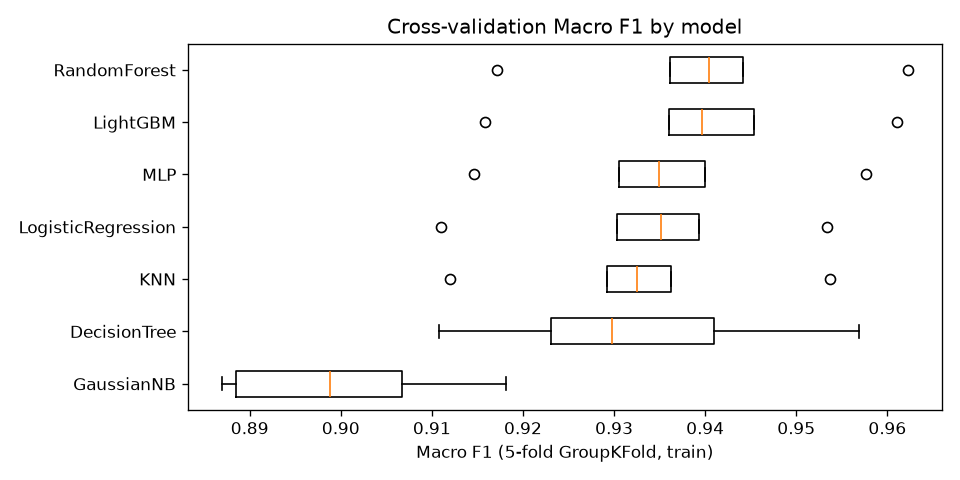 Cross-validation Macro F1 by model
RandomForest
LightGBM
MLP
LogisticRegression
KNN
DecisionTree
GaussianNB
0.89 0.90 0.91 0.92 0.93 0.94 0.95 0.96
Macro F1 (5-fold GroupKFold, train)